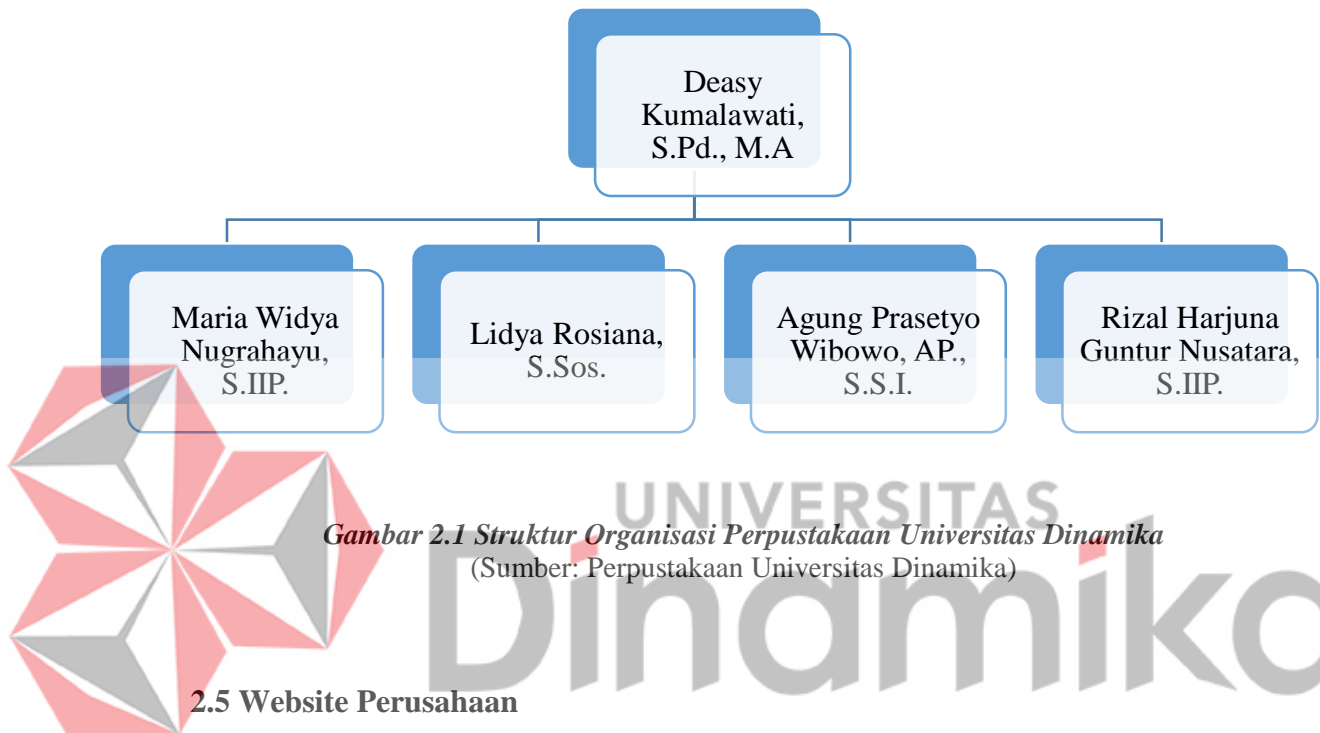 Deasy
Kumalawati,
S.Pd., M.A
Maria Widya
Nugrahayu,
S.IIP.
Lidya Rosiana,
S.Sos.
Agung Prasetyo
Wibowo, AP.,
S.S.I.
Rizal Harjuna
Guntur Nusatara,
S.IIP.
UNIVERSITAS
Gambar 2.1 Struktur Organisasi Perpustakaan Universitas Dinamika
(Sumber: Perpustakaan Universitas Dinamika)
Dinamika
2.5 Website Perusahaan